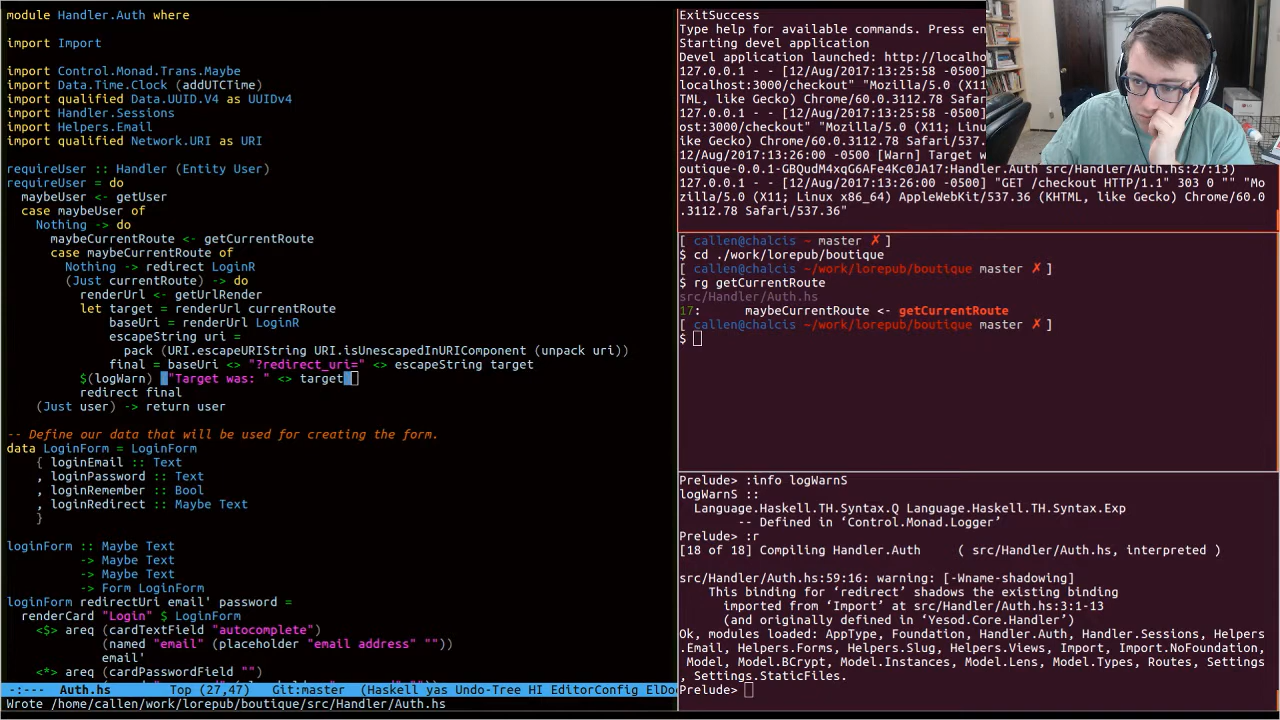 module Handler.Auth where
import Import
import Control.Monad.Trans.Maybe
import Data.Time.Clock (addUTCTime)
import qualified Data.UUID.V4 as UUIDv4
import Handler.Sessions
import Helpers.Email
import qualified Network.URI as URI
requireUser :: Handler (Entity User)
requireUser = do
maybeUser <- getUser
case maybeUser of
Nothing -> do
maybeCurrentRoute <- getCurrentRoute
case maybeCurrentRoute of
Nothing -> redirect LoginR
(Just currentRoute) -> do
renderUrl <- getUrlRender
let target = renderUrl currentRoute
baseUri = renderUrl LoginR
escapeString uri =
pack (URI.escapeURIString URI.isUnescapedInURIComponent (unpack uri))
final = baseUri <> "?redirect_uri=" <> escapeString target
$(logWarn) ("Target was: " <> target)
redirect final
(Just user) -> return user
-- Define our data that will be used for creating the form.
data LoginForm = LoginForm
{ loginEmail :: Text
, loginPassword :: Text
, loginRemember :: Bool
, loginRedirect :: Maybe Text
}
loginForm :: Maybe Text
-> Maybe Text
-> Maybe Text
-> Form LoginForm
loginForm redirectUri email' password =
renderCard "Login" $ LoginForm
<$> areq (cardTextField "autocomplete")
(named "email" (placeholder "email address" ""))
email'
<*> areq (cardPasswordField "")
-:--- Auth.hs Top (27,47) Git:master (Haskell yas Undo-Tree HI EditorConfig ElDoc
Wrote /home/callen/work/lorepub/boutique/src/Handler/Auth.hs
ExitSuccess
Type help for available commands. Press en
Starting devel application
Devel application launched: http://localho
127.0.0.1 - - [12/Aug/2017:13:25:58 -0500]
localhost:3000/checkout" "Mozilla/5.0 (X11
TML, like Gecko) Chrome/60.0.3112.78 Safar
127.0.0.1 - - [12/Aug/2017:13:25:58 -0500]
ost:3000/checkout" "Mozilla/5.0 (X11; Linu
like Gecko) Chrome/60.0.3112.78 Safari/537
12/Aug/2017:13:26:00 -0500 [Warn] Target w
outique-0.0.1-GBQudM4xqG6AFe4Kc0JA17:Handler.Auth src/Handler/Auth.hs:27:13)
127.0.0.1 - - [12/Aug/2017:13:26:00 -0500] "GET /checkout HTTP/1.1" 303 0 "" "Mo
zilla/5.0 (X11; Linux x86_64) AppleWebKit/537.36 (KHTML, like Gecko) Chrome/60.0
.3112.78 Safari/537.36"
[ callen@chalcis ~ master ✗ ]
$ cd ./work/lorepub/boutique
[ callen@chalcis ~/work/lorepub/boutique master ✗ ]
$ rg getCurrentRoute
src/Handler/Auth.hs
17: maybeCurrentRoute <- getCurrentRoute
[ callen@chalcis ~/work/lorepub/boutique master ✗ ]
$
Prelude> :info logWarnS
logWarnS ::
Language.Haskell.TH.Syntax.Q Language.Haskell.TH.Syntax.Exp
-- Defined in ‘Control.Monad.Logger’
Prelude> :r
[18 of 18] Compiling Handler.Auth ( src/Handler/Auth.hs, interpreted )
src/Handler/Auth.hs:59:16: warning: [-Wname-shadowing]
This binding for ‘redirect’ shadows the existing binding
imported from ‘Import’ at src/Handler/Auth.hs:3:1-13
(and originally defined in ‘Yesod.Core.Handler’)
Ok, modules loaded: AppType, Foundation, Handler.Auth, Handler.Sessions, Helpers
.Email, Helpers.Forms, Helpers.Slug, Helpers.Views, Import, Import.NoFoundation,
Model, Model.BCrypt, Model.Instances, Model.Lens, Model.Types, Routes, Settings
, Settings.StaticFiles.
Prelude>